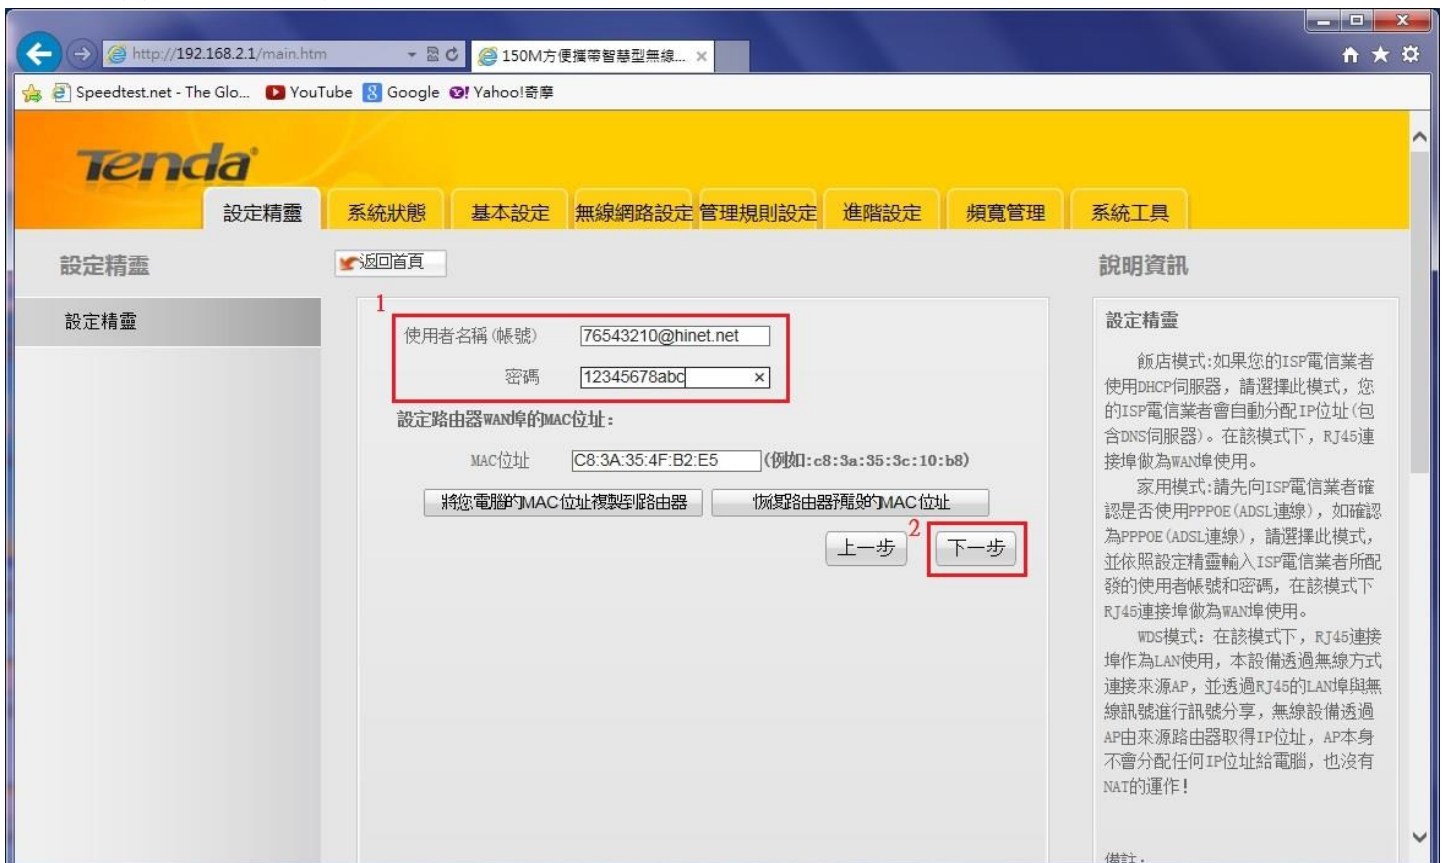 http://192.168.2.1/main.htm
150M方便攜帶智慧型無線...
Speedtest.net - The Glo...
YouTube
Google
Yahoo!奇摩
Tenda
設定精靈
系統狀態
基本設定
無線網路設定
管理規則設定
進階設定
頻寬管理
系統工具
設定精靈
設定精靈
返回首頁
1
使用者名稱(帳號)
76543210@hinet.net
密碼
12345678abc
設定路由器WAN埠的MAC位址:
MAC位址
C8:3A:35:4F:B2:E5
(例如:c8:3a:35:3c:10:b8)
將您電腦的MAC位址複製到路由器
恢復路由器預設的MAC位址
上一步
2
下一步
說明資訊
設定精靈
飯店模式:如果您的ISP電信業者
使用DHCP伺服器，請選擇此模式，您
的ISP電信業者會自動分配IP位址(包
含DNS伺服器)。在該模式下，RJ45連
接埠做為WAN埠使用。
家用模式:請先向ISP電信業者確
認是否使用PPPOE(ADSL連線)，如確認
為PPPOE(ADSL連線)，請選擇此模式，
並依照設定精靈輸入ISP電信業者所配
發的使用者帳號和密碼，在該模式下
RJ45連接埠做為WAN埠使用。
WDS模式: 在該模式下，RJ45連接
埠作為LAN使用，本設備透過無線方式
連接來源AP，並透過RJ45的LAN埠與無
線訊號進行訊號分享，無線設備透過
AP由來源路由器取得IP位址，AP本身
不會分配任何IP位址給電腦，也沒有
NAT的運作!
備註: